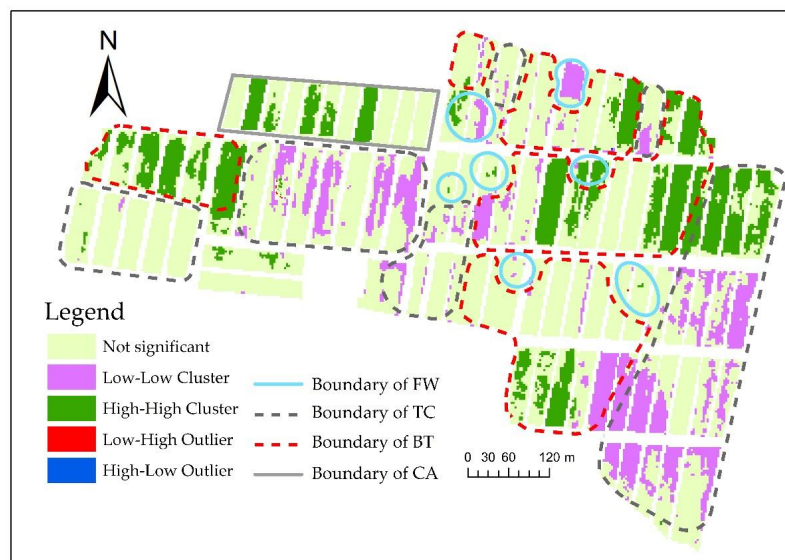 N
Legend
Not significant
Low-Low Cluster
High-High Cluster
Low-High Outlier
High-Low Outlier
Boundary of FW
Boundary of TC
Boundary of BT
Boundary of CA
0 30 60 120 m